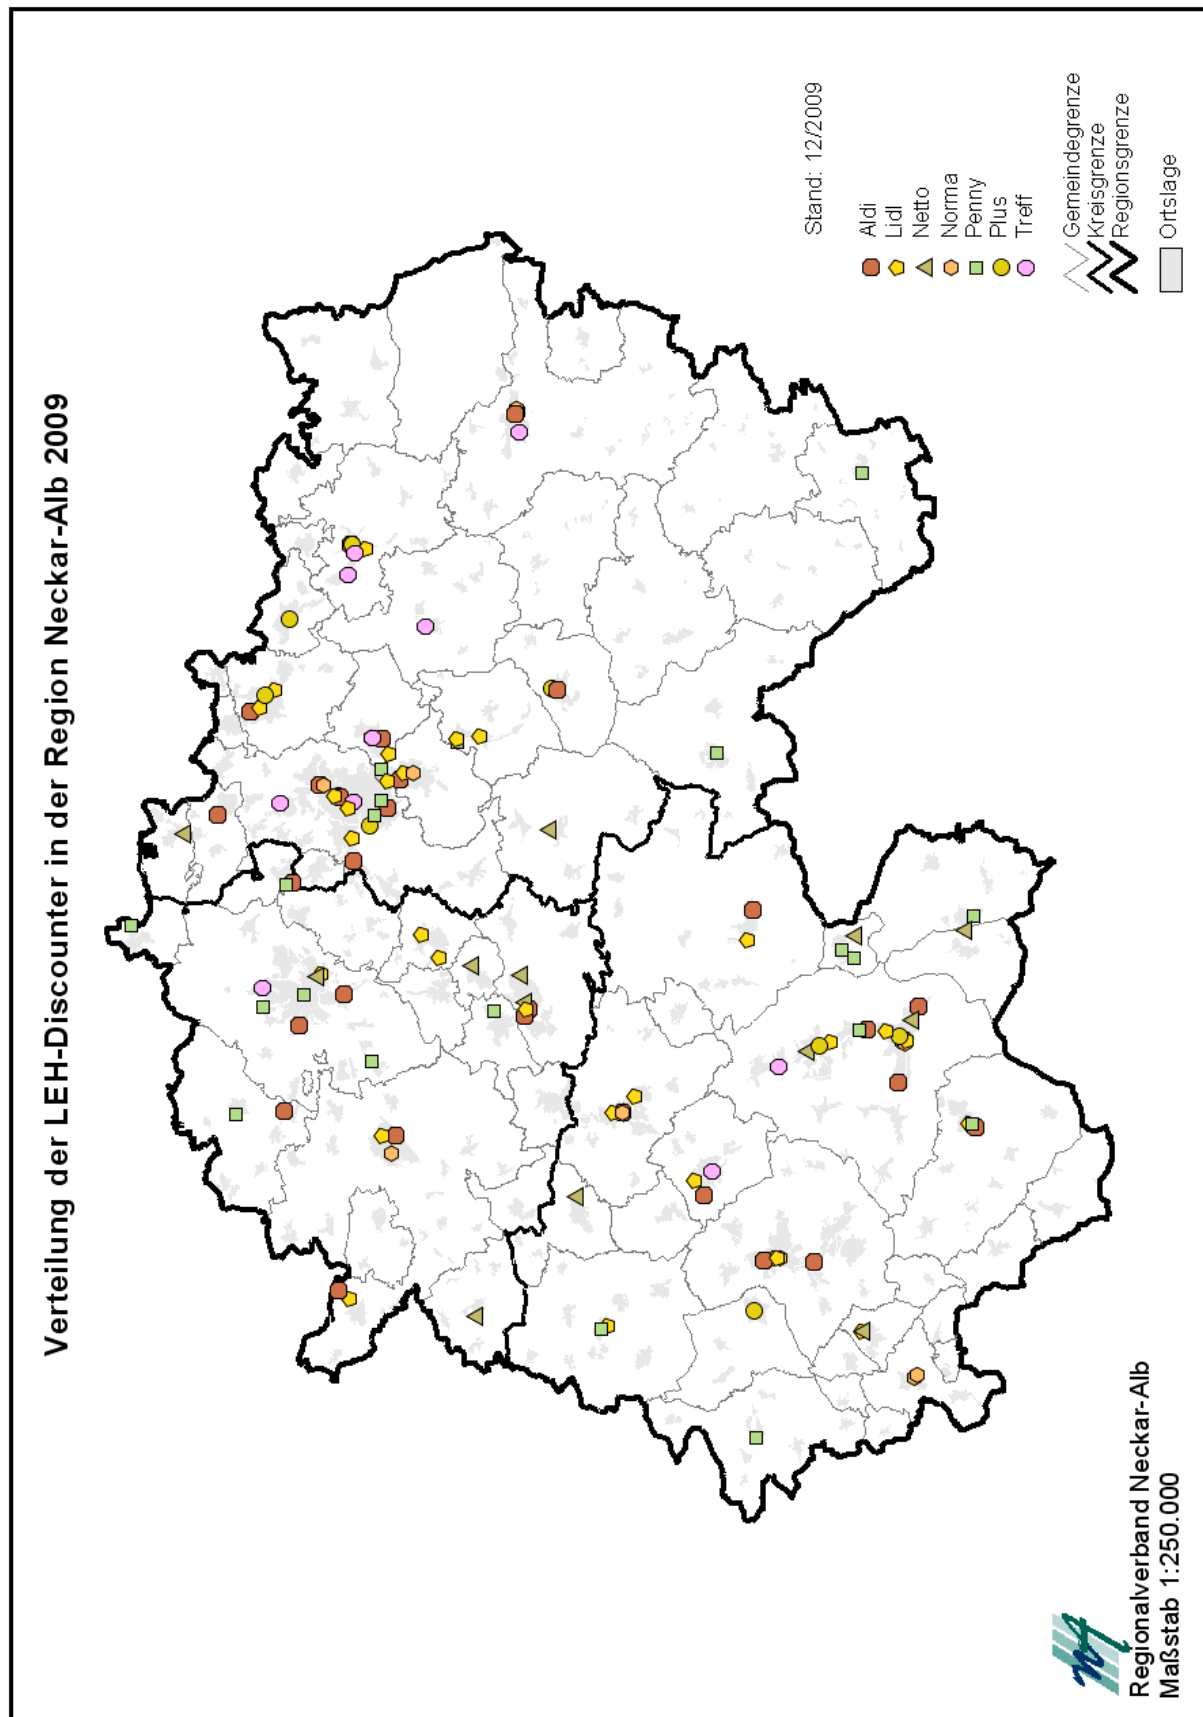 Verteilung der LEH-Discounter in der Region Neckar-Alb 2009
Stand: 12/2009
Aldi
Lidl
Netto
Norma
Penny
Plus
Treff
Gemeindegrenze
Kreisgrenze
Regionsgrenze
Ortslage
Regionalverband Neckar-Alb
Maßstab 1:250.000